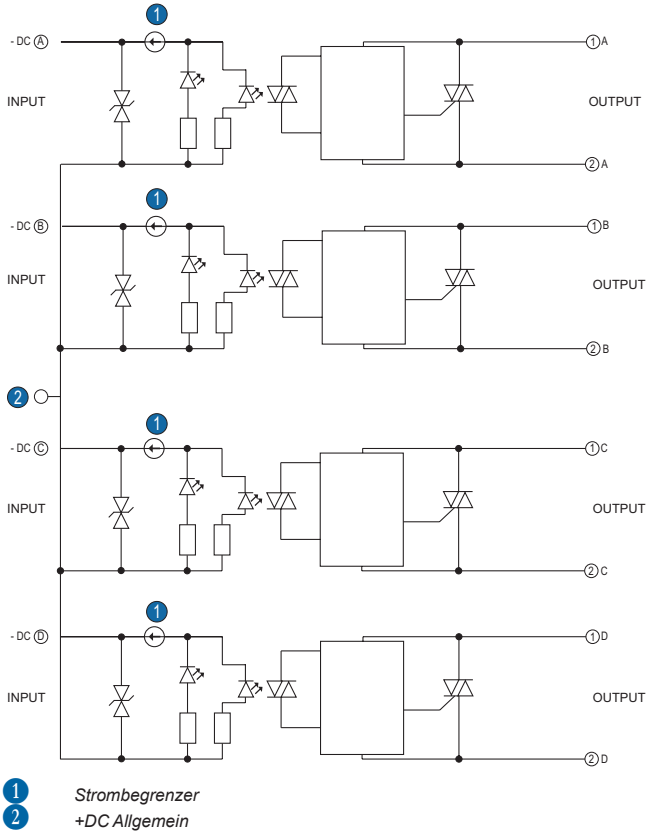 1
- DC Ⓐ
① A
INPUT
OUTPUT
② A
1
- DC Ⓑ
① B
INPUT
OUTPUT
② B
2
1
- DC Ⓒ
① C
INPUT
OUTPUT
② C
1
- DC Ⓓ
① D
INPUT
OUTPUT
② D
1 Strombegrenzer
2 +DC Allgemein